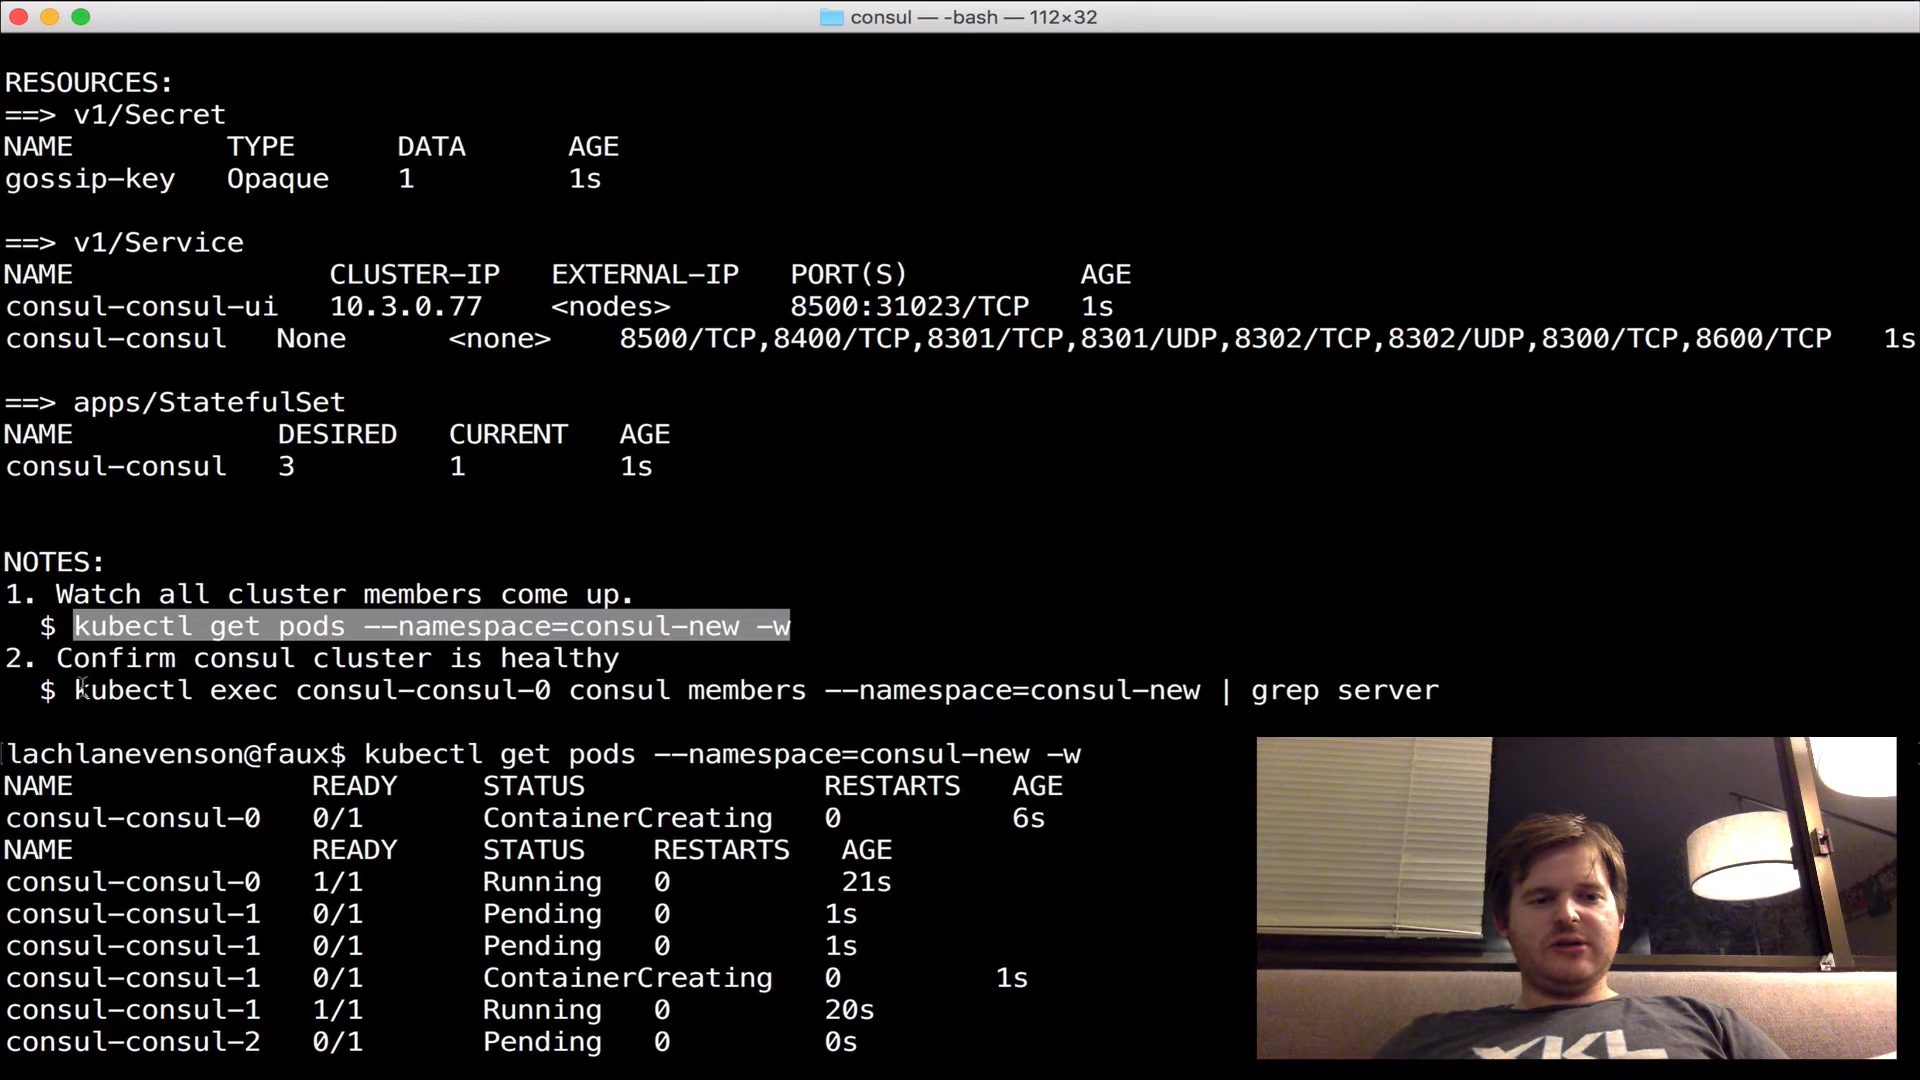 consul — -bash — 112×32
RESOURCES:
==> v1/Secret
NAME TYPE DATA AGE
gossip-key Opaque 1 1s
==> v1/Service
NAME CLUSTER-IP EXTERNAL-IP PORT(S) AGE
consul-consul-ui 10.3.0.77 <nodes> 8500:31023/TCP 1s
consul-consul None <none> 8500/TCP,8400/TCP,8301/TCP,8301/UDP,8302/TCP,8302/UDP,8300/TCP,8600/TCP 1s
==> apps/StatefulSet
NAME DESIRED CURRENT AGE
consul-consul 3 1 1s
NOTES:
1. Watch all cluster members come up.
$ kubectl get pods --namespace=consul-new -w
2. Confirm consul cluster is healthy
$ kubectl exec consul-consul-0 consul members --namespace=consul-new | grep server
lachlanevenson@faux$ kubectl get pods --namespace=consul-new -w
NAME READY STATUS RESTARTS AGE
consul-consul-0 0/1 ContainerCreating 0 6s
NAME READY STATUS RESTARTS AGE
consul-consul-0 1/1 Running 0 21s
consul-consul-1 0/1 Pending 0 1s
consul-consul-1 0/1 Pending 0 1s
consul-consul-1 0/1 ContainerCreating 0 1s
consul-consul-1 1/1 Running 0 20s
consul-consul-2 0/1 Pending 0 0s